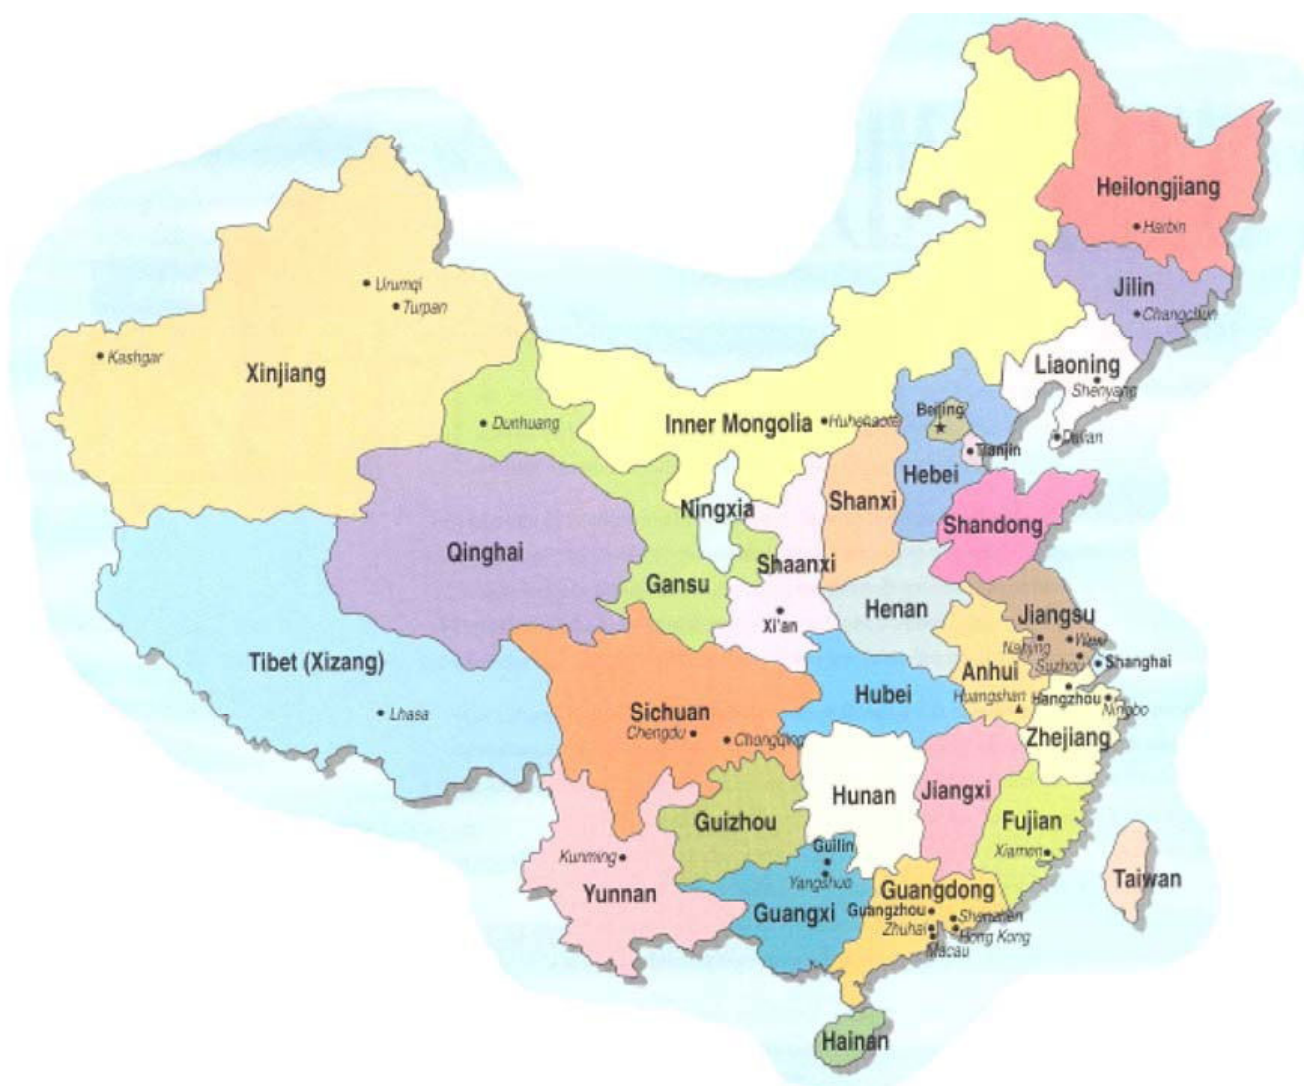 Heilongjiang
Harbin
Jilin
Changchun
Urumqi
Turpan
Kashgar
Xinjiang
Liaoning
Shenyang
Dunhuang
Inner Mongolia
Huhehaote
Beijing
Dalian
Tianjin
Hebei
Ningxia
Shanxi
Shandong
Qinghai
Gansu
Shaanxi
Xi'an
Henan
Jiangsu
Nanjing
Wuxi
Suzhou
Shanghai
Tibet (Xizang)
Lhasa
Anhui
Huangshan
Hangzhou
Ningbo
Hubei
Sichuan
Chengdu
Chongqing
Zhejiang
Hunan
Jiangxi
Guizhou
Fujian
Xiamen
Kunming
Yunnan
Guilin
Yangshuo
Guangxi
Guangdong
Guangzhou
Shenzhen
Zhuhai
Hong Kong
Macau
Taiwan
Hainan